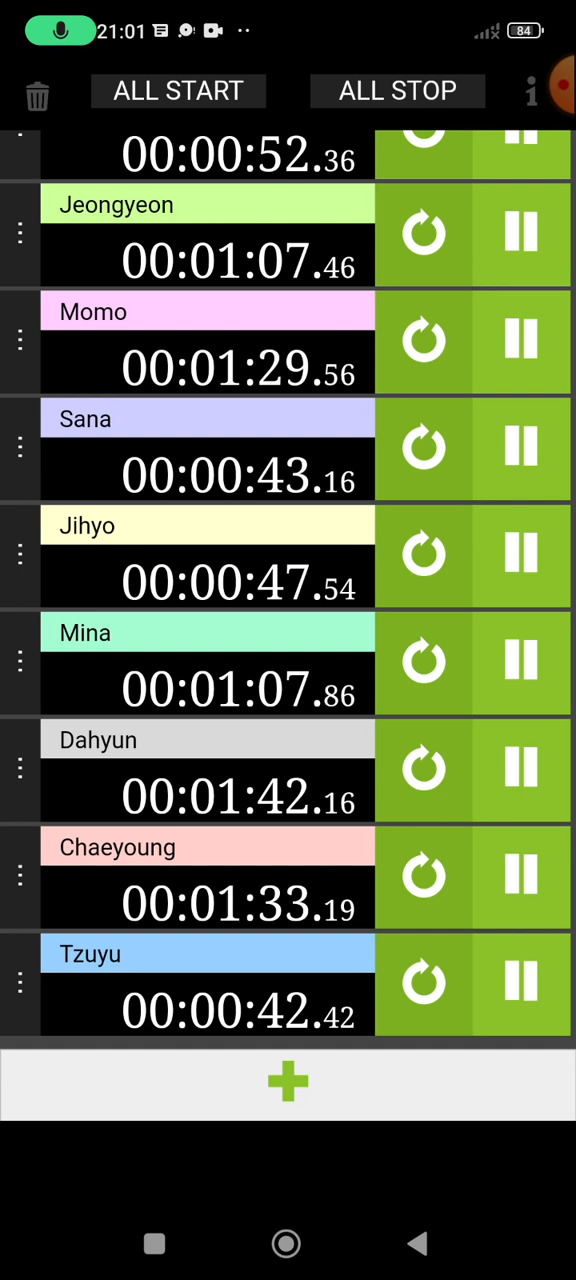 21:01
84
ALL START ALL STOP
00:00:52.36
Jeongyeon
00:01:07.46
Momo
00:01:29.56
Sana
00:00:43.16
Jihyo
00:00:47.54
Mina
00:01:07.86
Dahyun
00:01:42.16
Chaeyoung
00:01:33.19
Tzuyu
00:00:42.42